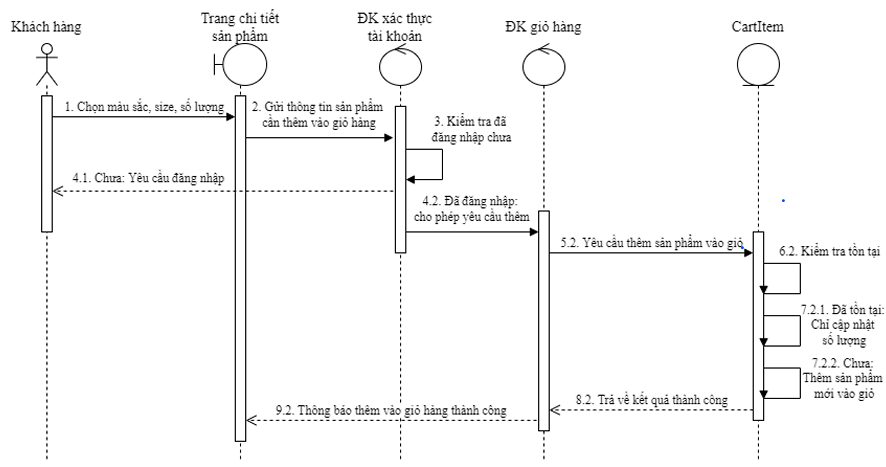 Khách hàng
Trang chi tiết
sản phẩm
ĐK xác thực
tài khoản
ĐK giỏ hàng
CartItem
1. Chọn màu sắc, size, số lượng
2. Gửi thông tin sản phẩm
cần thêm vào giỏ hàng
3. Kiểm tra đã
đăng nhập chưa
4.1. Chưa: Yêu cầu đăng nhập
4.2. Đã đăng nhập:
cho phép yêu cầu thêm
5.2. Yêu cầu thêm sản phẩm vào giỏ
6.2. Kiểm tra tồn tại
7.2.1. Đã tồn tại:
Chỉ cập nhật
số lượng
7.2.2. Chưa:
Thêm sản phẩm
mới vào giỏ
8.2. Trả về kết quả thành công
9.2. Thông báo thêm vào giỏ hàng thành công